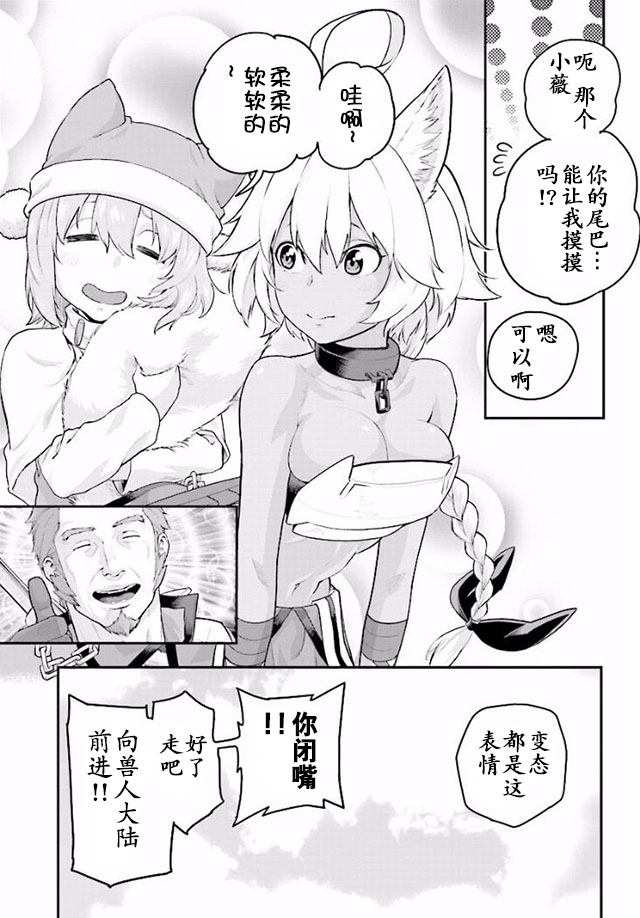 呃 那个
小薇
你的尾巴…
能让我摸摸
吗!?
嗯
可以啊
哇啊~
柔柔的
软软的
~
变态
都是这
表情
你闭嘴
!!
好了
走吧
向兽人大陆
前进!!